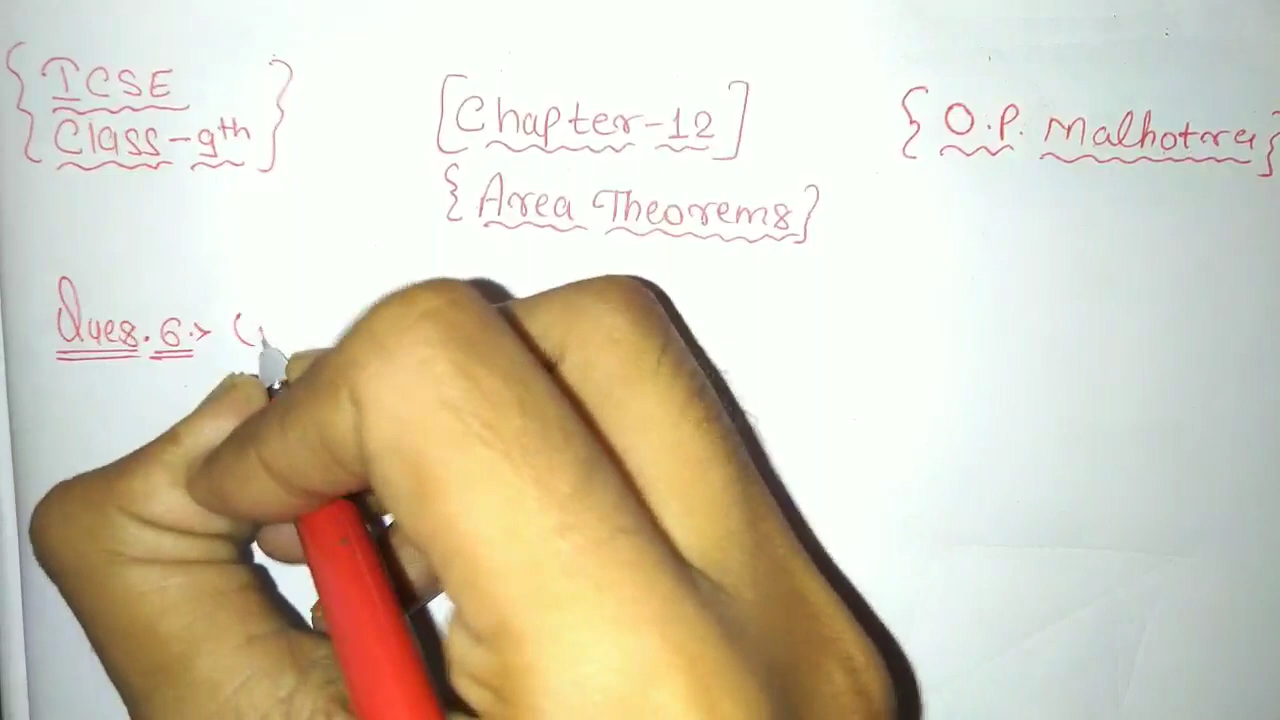 { ICSE
Class-9th }
[Chapter-12]
{ Area Theorems }
{ O.P. Malhotra }
Ques. 6:> (